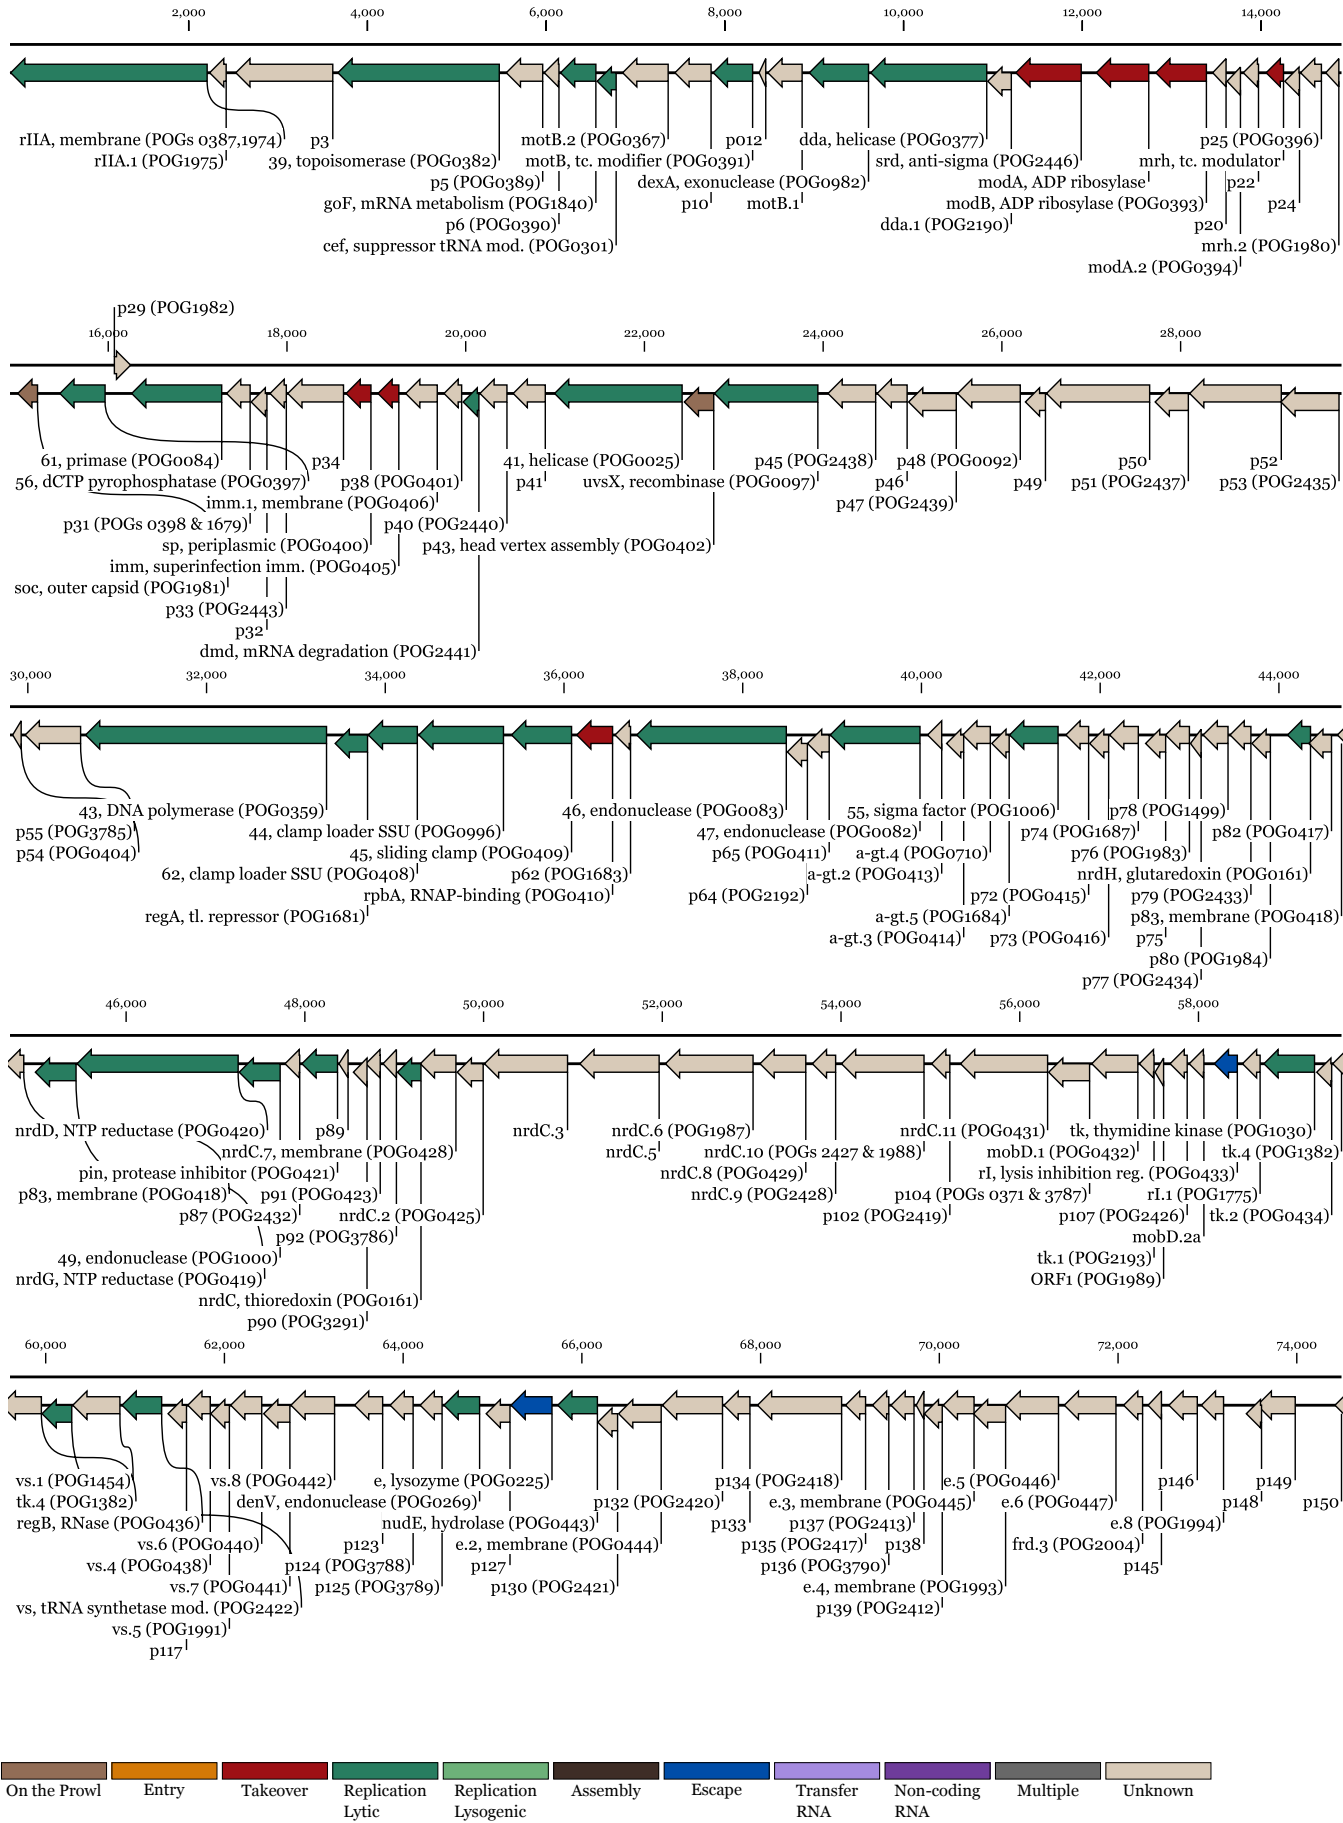 2,000 4,000 6,000 8,000 10,000 12,000 14,000
rIIA, membrane (POGs 0387,1974) p3 motB.2 (POG0367) p012 dda, helicase (POG0377) p25 (POG0396)
rIIA.1 (POG1975) 39, topoisomerase (POG0382) motB, tc. modifier (POG0391) srd, anti-sigma (POG2446) mrh, tc. modulator
p5 (POG0389) dexA, exonuclease (POG0982) modA, ADP ribosylase p22
goF, mRNA metabolism (POG1840) p10 motB.1 modB, ADP ribosylase (POG0393) p24
p6 (POG0390) dda.1 (POG2190) p20
cef, suppressor tRNA mod. (POG0301) mrh.2 (POG1980)
modA.2 (POG0394)
p29 (POG1982)
16,000 18,000 20,000 22,000 24,000 26,000 28,000
61, primase (POG0084) p34 41, helicase (POG0025) p45 (POG2438) p48 (POG0092) p50 p52
56, dCTP pyrophosphatase (POG0397) p38 (POG0401) p41 uvsX, recombinase (POG0097) p46 p49 p51 (POG2437) p53 (POG2435)
imm.1, membrane (POG0406) p47 (POG2439)
p31 (POGs 0398 & 1679) p40 (POG2440)
sp, periplasmic (POG0400) p43, head vertex assembly (POG0402)
imm, superinfection imm. (POG0405)
soc, outer capsid (POG1981)
p33 (POG2443)
p32
dmd, mRNA degradation (POG2441)
30,000 32,000 34,000 36,000 38,000 40,000 42,000 44,000
43, DNA polymerase (POG0359) 46, endonuclease (POG0083) 55, sigma factor (POG1006) p78 (POG1499)
p55 (POG3785) 44, clamp loader SSU (POG0996) 47, endonuclease (POG0082) p74 (POG1687) p82 (POG0417)
p54 (POG0404) 45, sliding clamp (POG0409) p65 (POG0411) a-gt.4 (POG0710) p76 (POG1983)
62, clamp loader SSU (POG0408) p62 (POG1683) a-gt.2 (POG0413) nrdH, glutaredoxin (POG0161)
rpbA, RNAP-binding (POG0410) p64 (POG2192) p72 (POG0415) p79 (POG2433)
regA, tl. repressor (POG1681) a-gt.5 (POG1684) p83, membrane (POG0418)
a-gt.3 (POG0414) p73 (POG0416) p75
p80 (POG1984)
p77 (POG2434)
46,000 48,000 50,000 52,000 54,000 56,000 58,000
nrdD, NTP reductase (POG0420) p89 nrdC.3 nrdC.6 (POG1987) nrdC.11 (POG0431) tk, thymidine kinase (POG1030)
nrdC.7, membrane (POG0428) nrdC.5 nrdC.10 (POGs 2427 & 1988) mobD.1 (POG0432) tk.4 (POG1382)
pin, protease inhibitor (POG0421) nrdC.8 (POG0429) rI, lysis inhibition reg. (POG0433)
p83, membrane (POG0418) p91 (POG0423) nrdC.9 (POG2428) p104 (POGs 0371 & 3787) rI.1 (POG1775)
p87 (POG2432) nrdC.2 (POG0425) p102 (POG2419) p107 (POG2426) tk.2 (POG0434)
p92 (POG3786) mobD.2a
49, endonuclease (POG1000) tk.1 (POG2193)
nrdG, NTP reductase (POG0419) ORF1 (POG1989)
nrdC, thioredoxin (POG0161)
p90 (POG3291)
60,000 62,000 64,000 66,000 68,000 70,000 72,000 74,000
vs.1 (POG1454) vs.8 (POG0442) e, lysozyme (POG0225) p134 (POG2418) e.5 (POG0446) p146 p149
tk.4 (POG1382) denV, endonuclease (POG0269) p132 (POG2420) e.3, membrane (POG0445) e.6 (POG0447) p148 p150
regB, RNase (POG0436) nudE, hydrolase (POG0443) p133 p137 (POG2413) e.8 (POG1994)
vs.6 (POG0440) p123 e.2, membrane (POG0444) p135 (POG2417) p138 frd.3 (POG2004)
vs.4 (POG0438) p124 (POG3788) p127 p136 (POG3790) p145
vs.7 (POG0441) p125 (POG3789) p130 (POG2421) e.4, membrane (POG1993)
vs, tRNA synthetase mod. (POG2422) p139 (POG2412)
vs.5 (POG1991)
p117
On the Prowl Entry Takeover Replication Lytic Replication Lysogenic Assembly Escape Transfer RNA Non-coding RNA Multiple Unknown